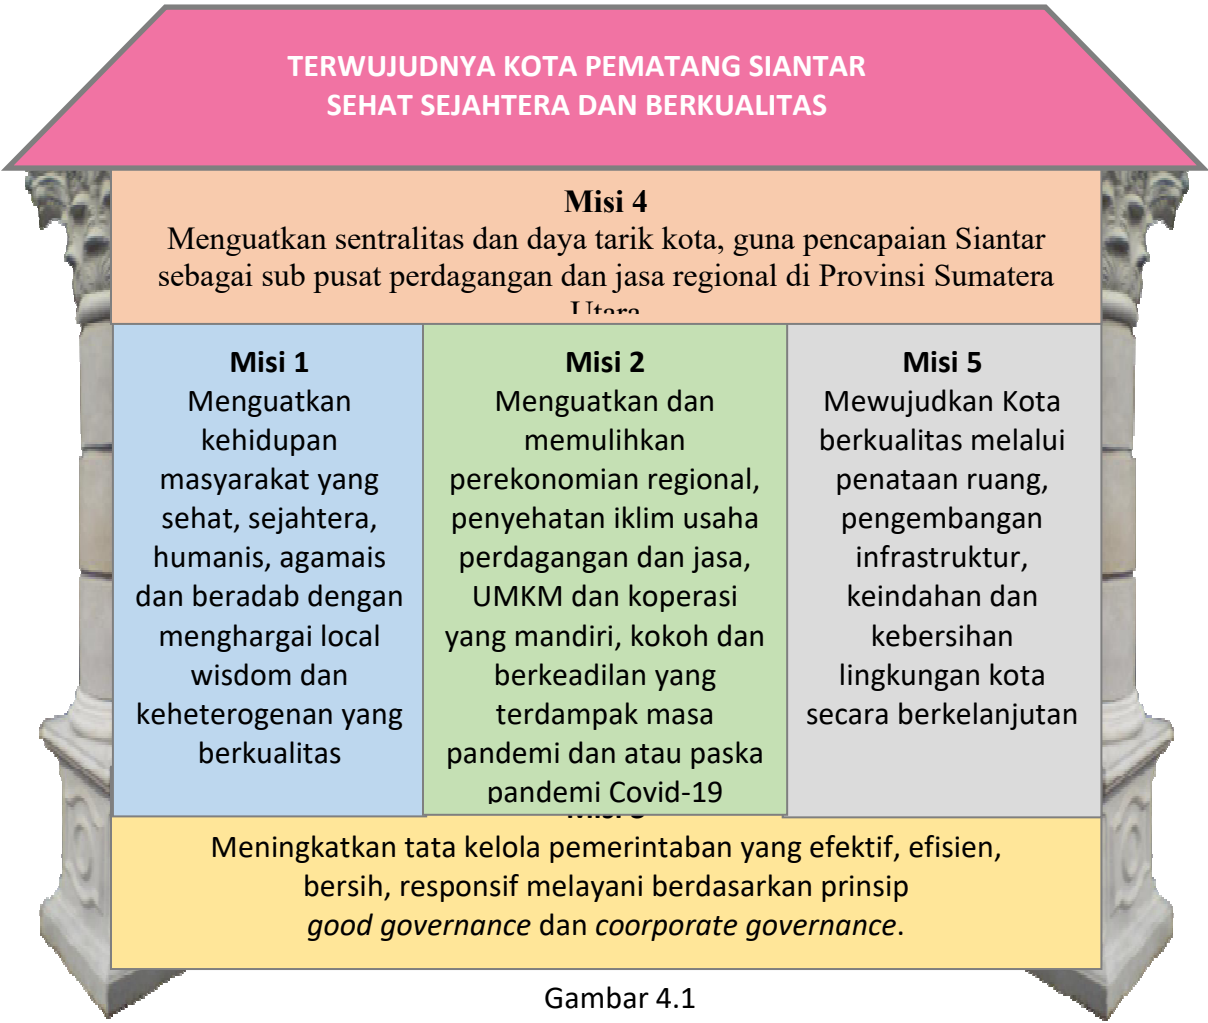 TERWUJUDNYA KOTA PEMATANG SIANTAR
SEHAT SEJAHTERA DAN BERKUALITAS
Misi 4
Menguatkan sentralitas dan daya tarik kota, guna pencapaian Siantar
sebagai sub pusat perdagangan dan jasa regional di Provinsi Sumatera
Utara
Misi 1
Menguatkan
kehidupan
masyarakat yang
sehat, sejahtera,
humanis, agamais
dan beradab dengan
menghargai local
wisdom dan
keheterogenan yang
berkualitas
Misi 2
Menguatkan dan
memulihkan
perekonomian regional,
penyehatan iklim usaha
perdagangan dan jasa,
UMKM dan koperasi
yang mandiri, kokoh dan
berkeadilan yang
terdampak masa
pandemi dan atau paska
pandemi Covid-19
Misi 5
Mewujudkan Kota
berkualitas melalui
penataan ruang,
pengembangan
infrastruktur,
keindahan dan
kebersihan
lingkungan kota
secara berkelanjutan
Meningkatkan tata kelola pemerintaban yang efektif, efisien,
bersih, responsif melayani berdasarkan prinsip
good governance dan coorporate governance.
Gambar 4.1